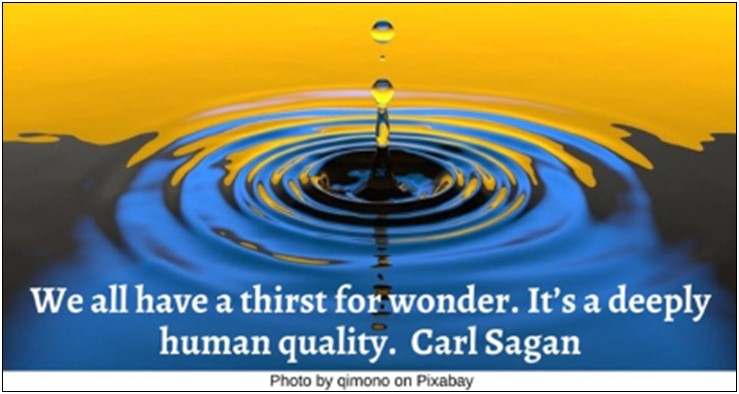 We all have a thirst for wonder. It's a deeply
human quality.  Carl Sagan
Photo by qimono on Pixabay